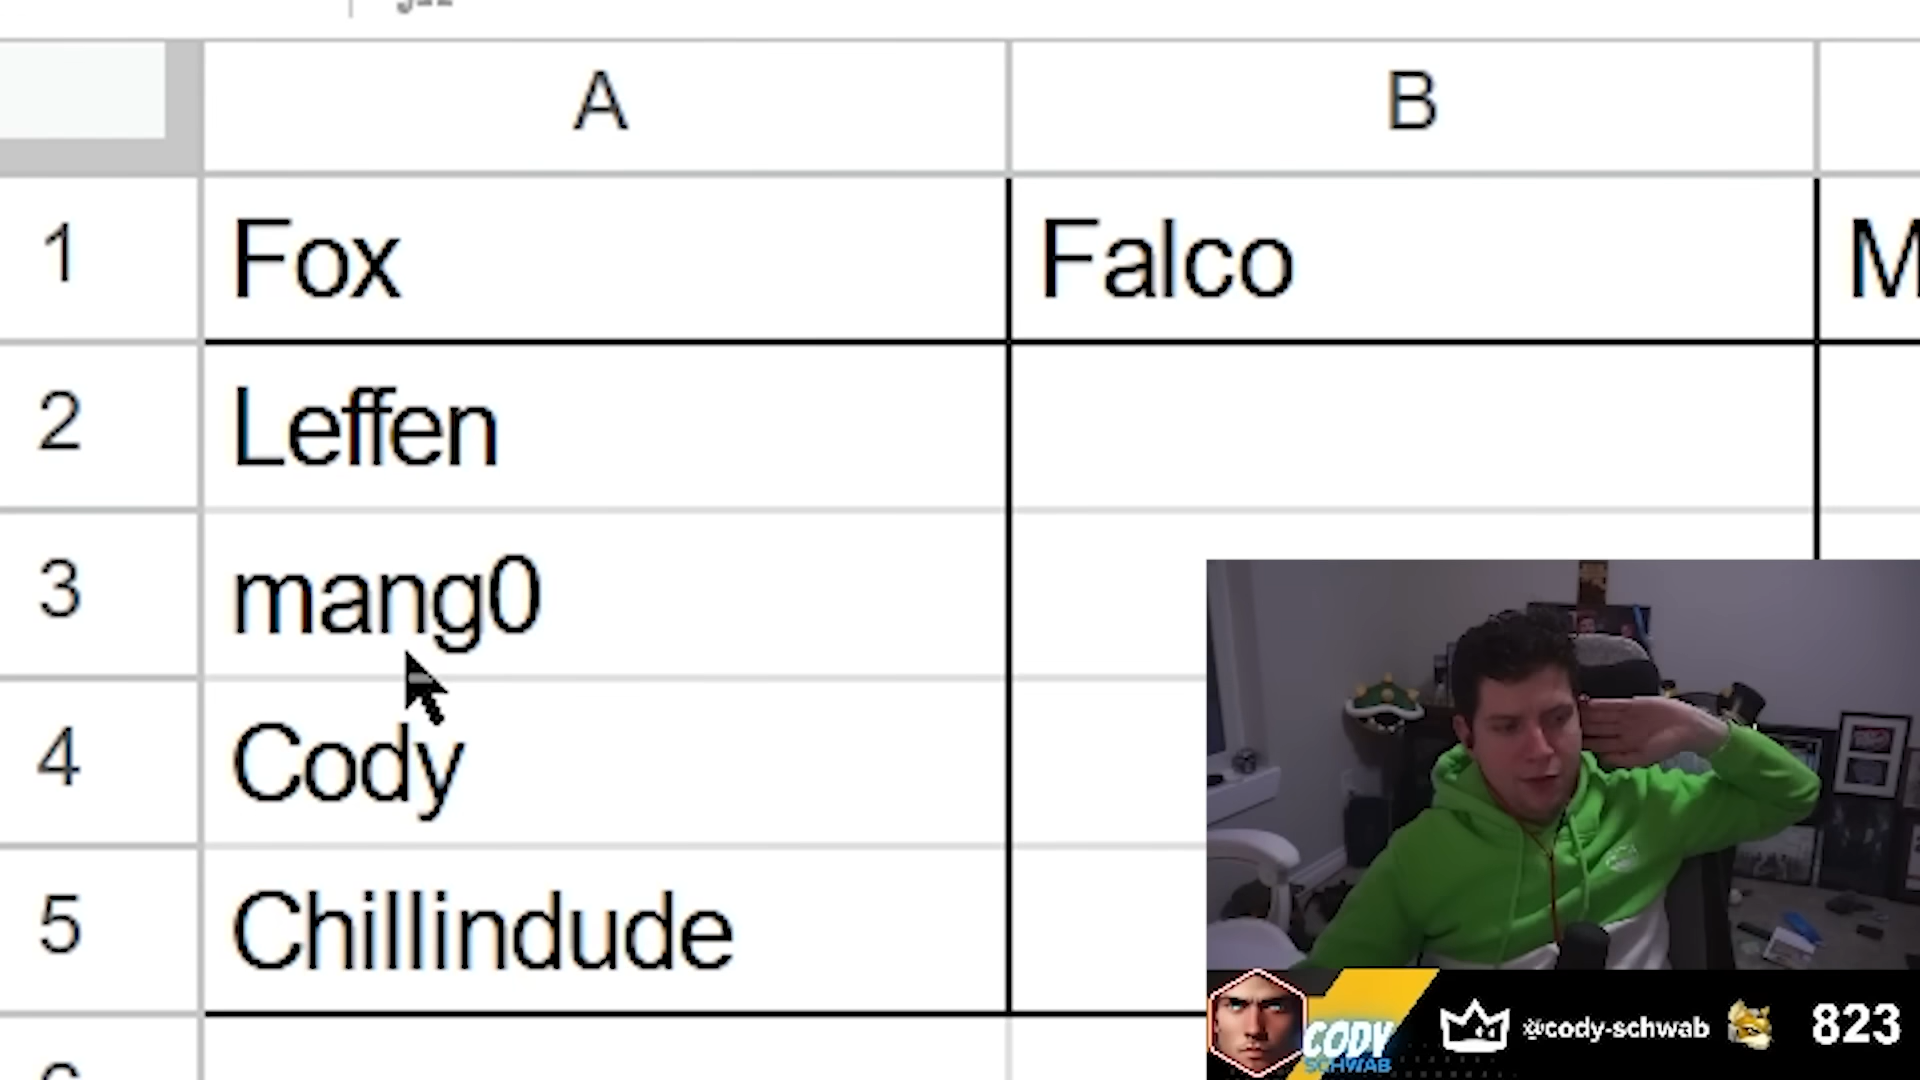 A B
1 Fox Falco M
2 Leffen
3 mang0
4 Cody
5 Chillindude
CODY
SCHWAB
@cody-schwab 823